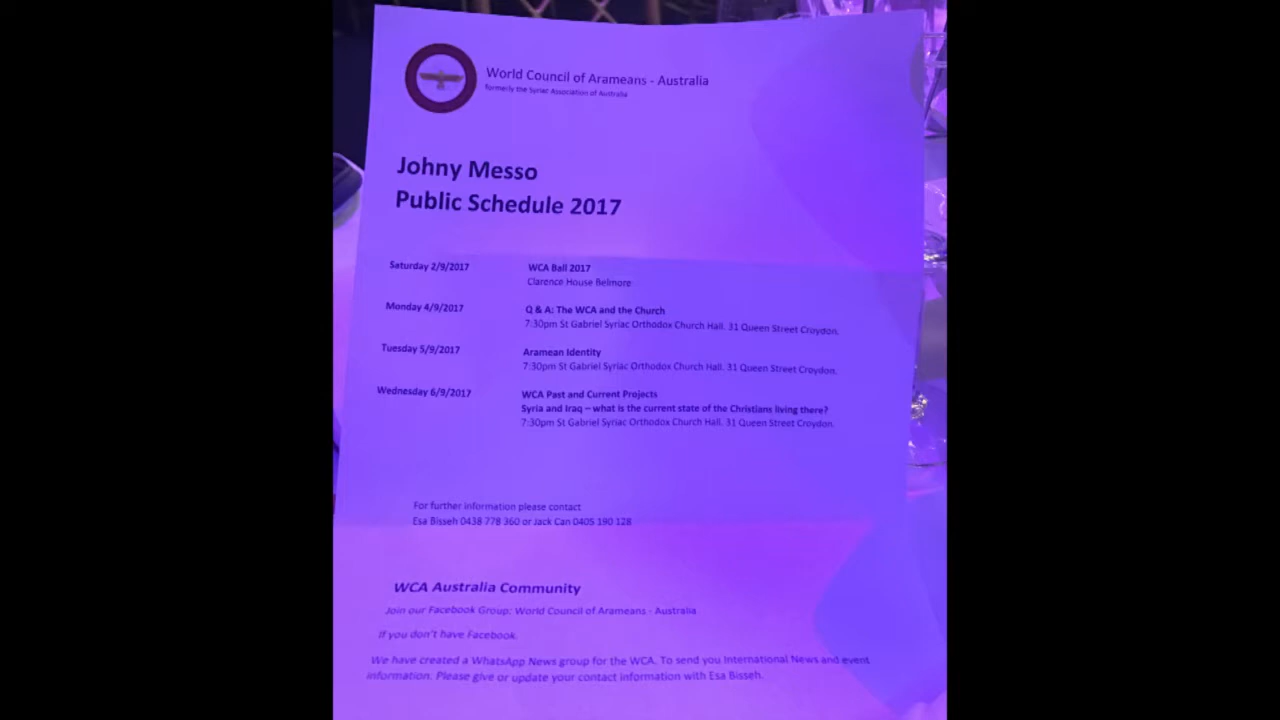 World Council of Arameans - Australia
formerly the Syriac Association of Australia
Johny Messo
Public Schedule 2017
Saturday 2/9/2017 WCA Ball 2017
Clarence House Belmore
Monday 4/9/2017 Q & A: The WCA and the Church
7:30pm St Gabriel Syriac Orthodox Church Hall. 31 Queen Street Croydon.
Tuesday 5/9/2017 Aramean Identity
7:30pm St Gabriel Syriac Orthodox Church Hall. 31 Queen Street Croydon.
Wednesday 6/9/2017 WCA Past and Current Projects
Syria and Iraq – what is the current state of the Christians living there?
7:30pm St Gabriel Syriac Orthodox Church Hall. 31 Queen Street Croydon.
For further information please contact
Esa Bisseh 0438 778 360 or Jack Can 0405 190 128
WCA Australia Community
Join our Facebook Group: World Council of Arameans - Australia
If you don't have Facebook.
We have created a WhatsApp News group for the WCA. To send you International News and event
information. Please give or update your contact information with Esa Bisseh.